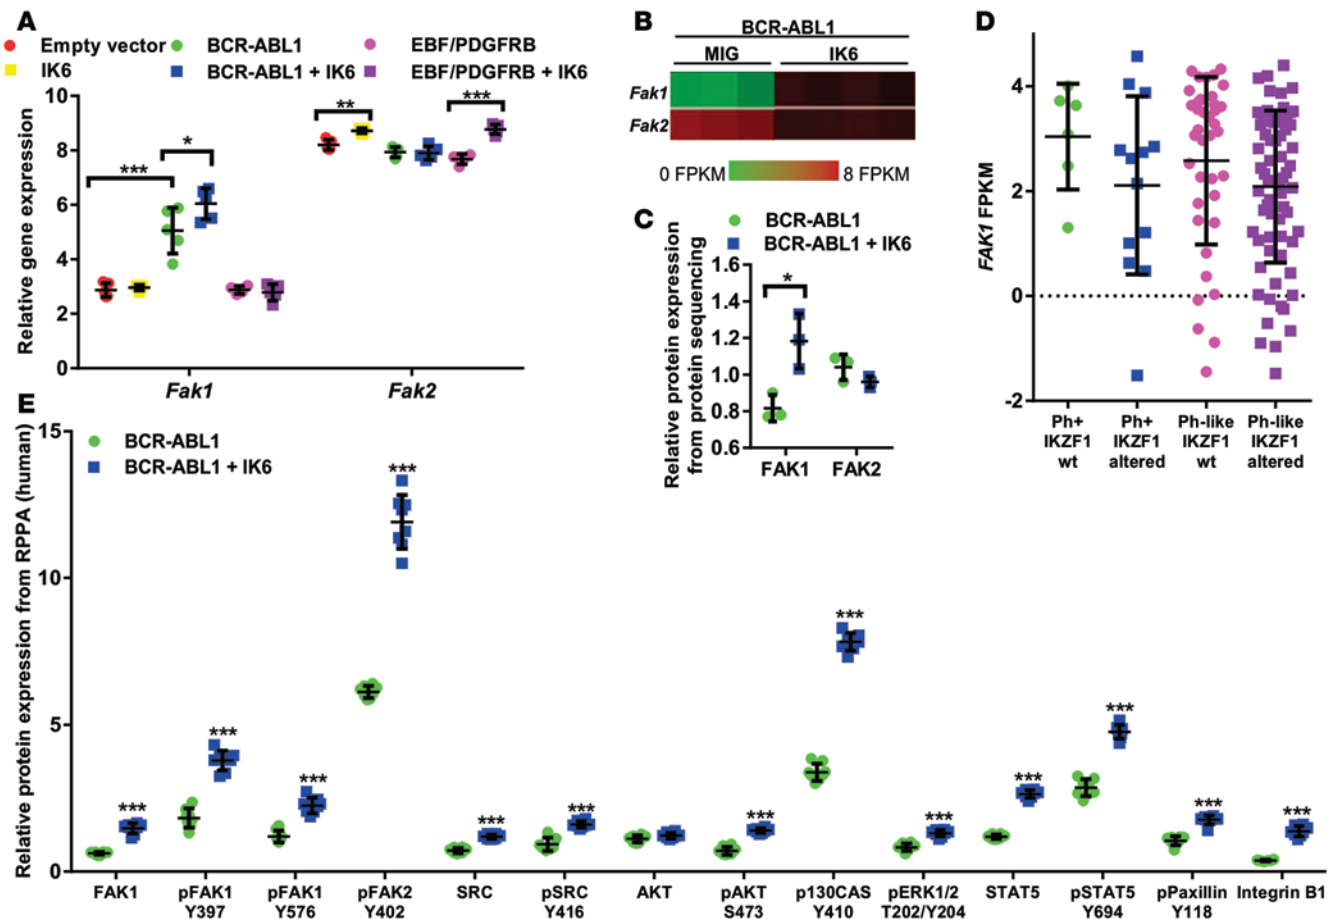 A
Empty vector
BCR-ABL1
EBF/PDGFRB
IK6
BCR-ABL1 + IK6
EBF/PDGFRB + IK6
Relative gene expression
10
8
6
4
2
0
***
*
**
***
Fak1
Fak2
B
BCR-ABL1
MIG
IK6
Fak1
Fak2
0 FPKM
8 FPKM
C
BCR-ABL1
BCR-ABL1 + IK6
Relative protein expression
from protein sequencing
1.6
1.4
1.2
1.0
0.8
0.6
*
FAK1
FAK2
D
FAK1 FPKM
4
2
0
-2
Ph+
IKZF1
wt
Ph+
IKZF1
altered
Ph-like
IKZF1
wt
Ph-like
IKZF1
altered
E
BCR-ABL1
BCR-ABL1 + IK6
Relative protein expression from RPPA (human)
15
10
5
0
***
***
***
***
***
***
***
***
***
***
***
***
***
FAK1
pFAK1
Y397
pFAK1
Y576
pFAK2
Y402
SRC
pSRC
Y416
AKT
pAKT
S473
p130CAS
Y410
pERK1/2
T202/Y204
STAT5
pSTAT5
Y694
pPaxillin
Y118
Integrin B1